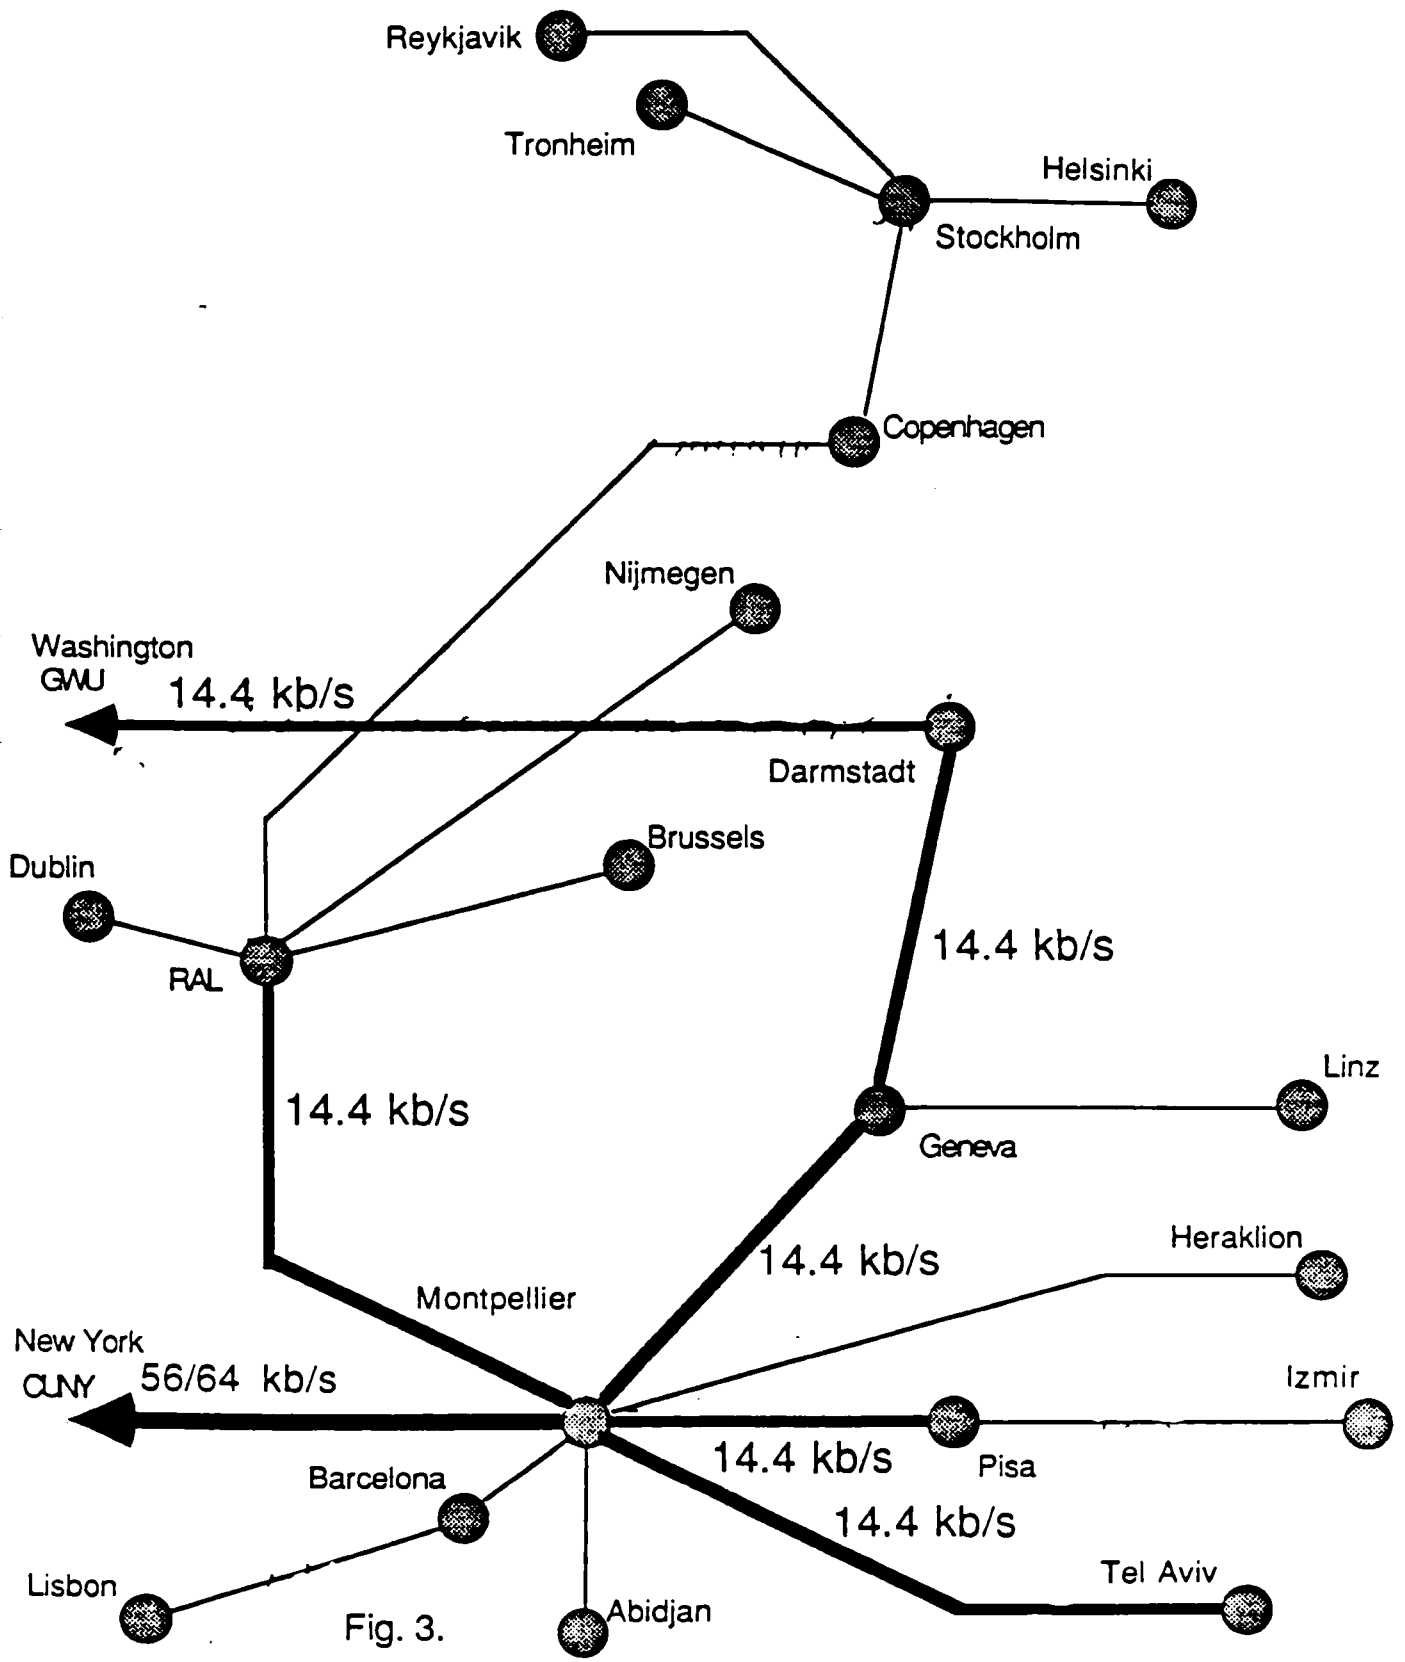 Reykjavik
Tronheim
Helsinki
Stockholm
Copenhagen
Nijmegen
Washington
GWU
14.4 kb/s
Darmstadt
Brussels
Dublin
14.4 kb/s
RAL
Linz
14.4 kb/s
Geneva
Heraklion
14.4 kb/s
Montpellier
New York
CUNY
56/64 kb/s
Izmir
14.4 kb/s
Pisa
Barcelona
14.4 kb/s
Tel Aviv
Lisbon
Abidjan
Fig. 3.